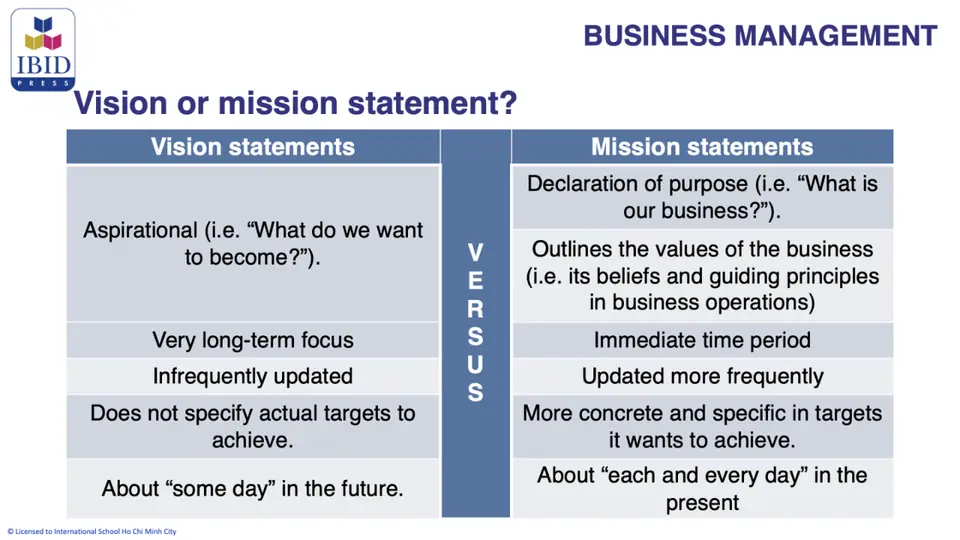 IBID
PRESS
BUSINESS MANAGEMENT
Vision or mission statement?
Vision statements
Aspirational (i.e. “What do we want
to become?”).
Very long-term focus
Infrequently updated
Does not specify actual targets to
achieve.
About “some day” in the future.
V
E
R
S
U
S
Mission statements
Declaration of purpose (i.e. “What is
our business?”).
Outlines the values of the business
(i.e. its beliefs and guiding principles
in business operations)
Immediate time period
Updated more frequently
More concrete and specific in targets
it wants to achieve.
About “each and every day” in the
present
© Licensed to International School Ho Chi Minh City